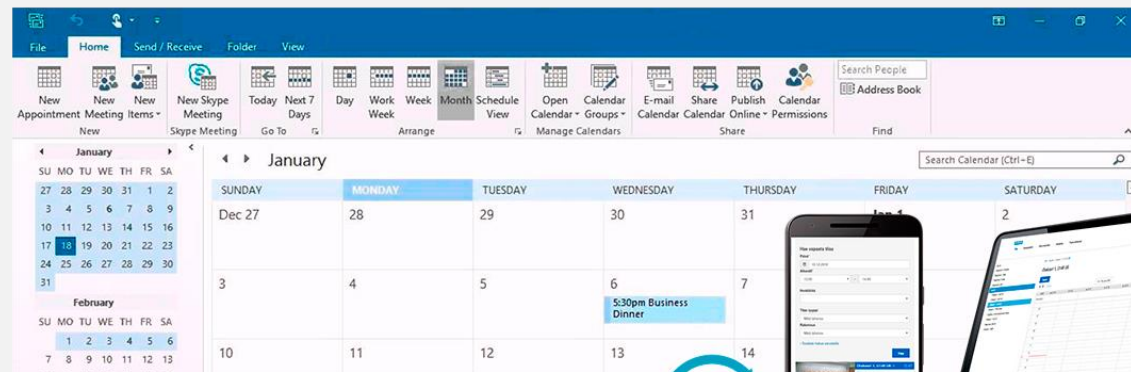 File Home Send / Receive Folder View
New Appointment
New Meeting
New Items
New
New Skype Meeting
Skype Meeting
Today
Next 7 Days
Go To
Day
Work Week
Week
Month
Schedule View
Arrange
Open Calendar
Calendar Groups
Manage Calendars
E-mail Calendar
Share Calendar
Publish Online
Calendar Permissions
Share
Search People
Address Book
Find
January
SU MO TU WE TH FR SA
27 28 29 30 31 1 2
3 4 5 6 7 8 9
10 11 12 13 14 15 16
17 18 19 20 21 22 23
24 25 26 27 28 29 30
31
February
SU MO TU WE TH FR SA
1 2 3 4 5 6
7 8 9 10 11 12 13
January
Search Calendar (Ctrl+E)
SUNDAY MONDAY TUESDAY WEDNESDAY THURSDAY FRIDAY SATURDAY
Dec 27 28 29 30 31 Jan 1 2
3 4 5 6 7
5:30pm Business
Dinner
10 11 12 13 14